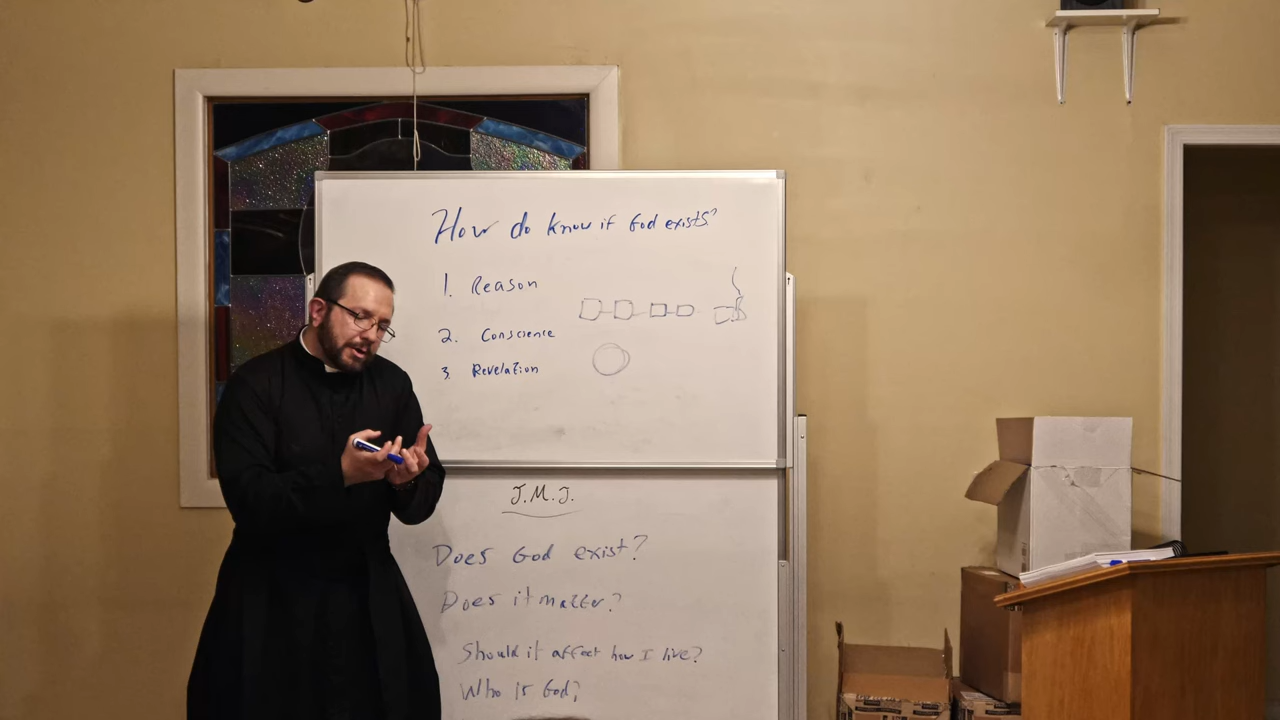 How do know if God exists?
1. Reason
2. Conscience
3. Revelation
J.M.J.
Does God exist?
Does it matter?
Should it affect how I live?
Who is God?